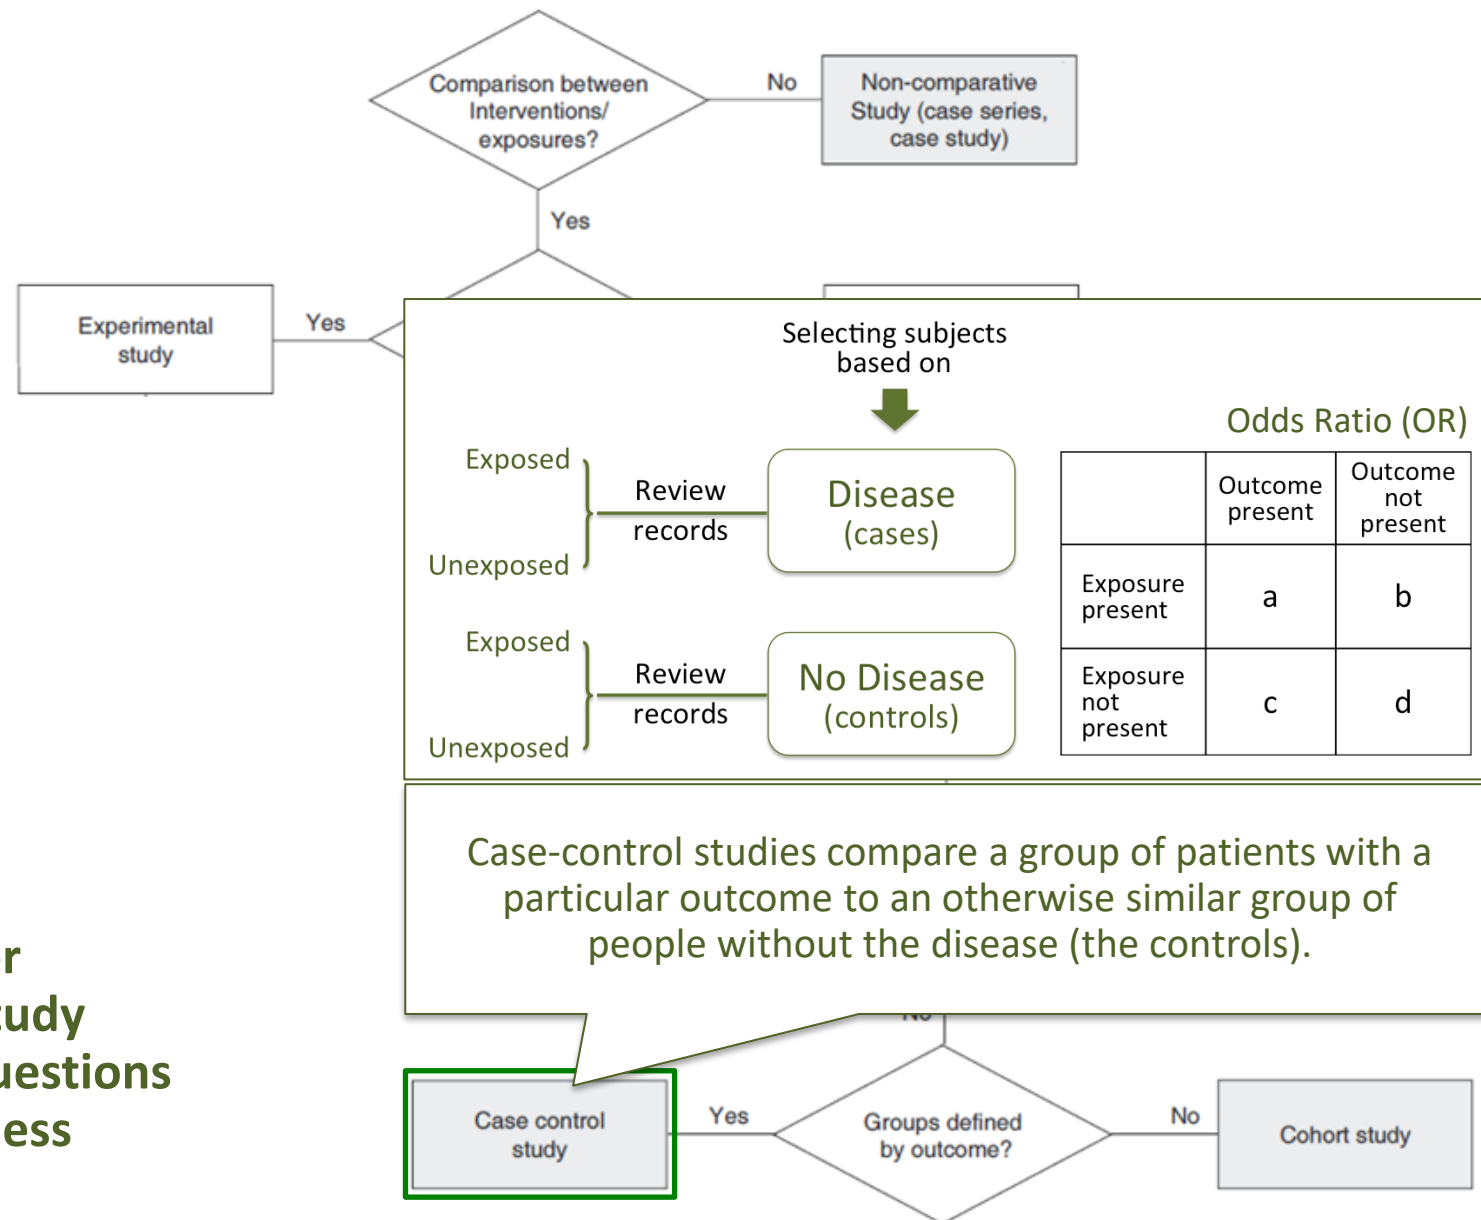 Comparison between
Interventions/
exposures?
No
Non-comparative
Study (case series,
case study)
Yes
Experimental
study
Yes
Selecting subjects
based on
Exposed
Unexposed
Review
records
Disease
(cases)
Exposed
Unexposed
Review
records
No Disease
(controls)
Odds Ratio (OR)
Outcome
present
Outcome
not
present
Exposure
present
a
b
Exposure
not
present
c
d
Case-control studies compare a group of patients with a
particular outcome to an otherwise similar group of
people without the disease (the controls).
No
Case control
study
Yes
Groups defined
by outcome?
No
Cohort study